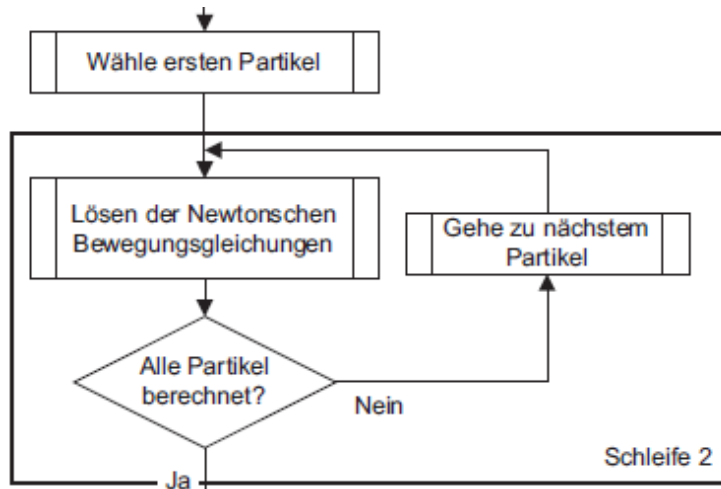 Wähle ersten Partikel
Lösen der Newtonschen
Bewegungsgleichungen
Gehe zu nächstem
Partikel
Alle Partikel
berechnet?
Nein
Schleife 2
Ja